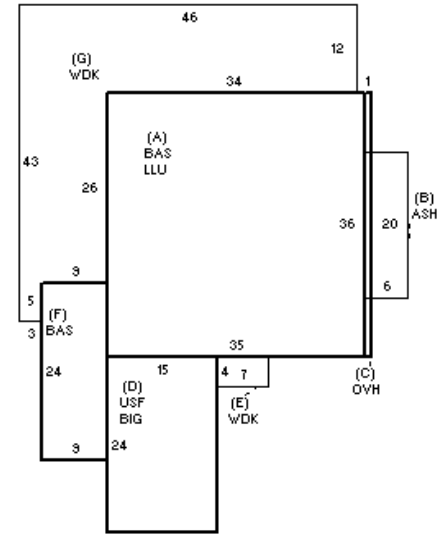 46
12
(G)
WDK
34
1
(A)
BAS
LLU
43
26
36
20
(B)
ASH
9
6
5
(F)
BAS
3
35
24
15
4
7
(C)
OVH
(D)
USF
BIG
(E)
WDK
9
24